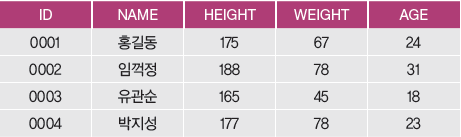 ID NAME HEIGHT WEIGHT AGE
0001 홍길동 175 67 24
0002 임꺽정 188 78 31
0003 유관순 165 45 18
0004 박지성 177 78 23